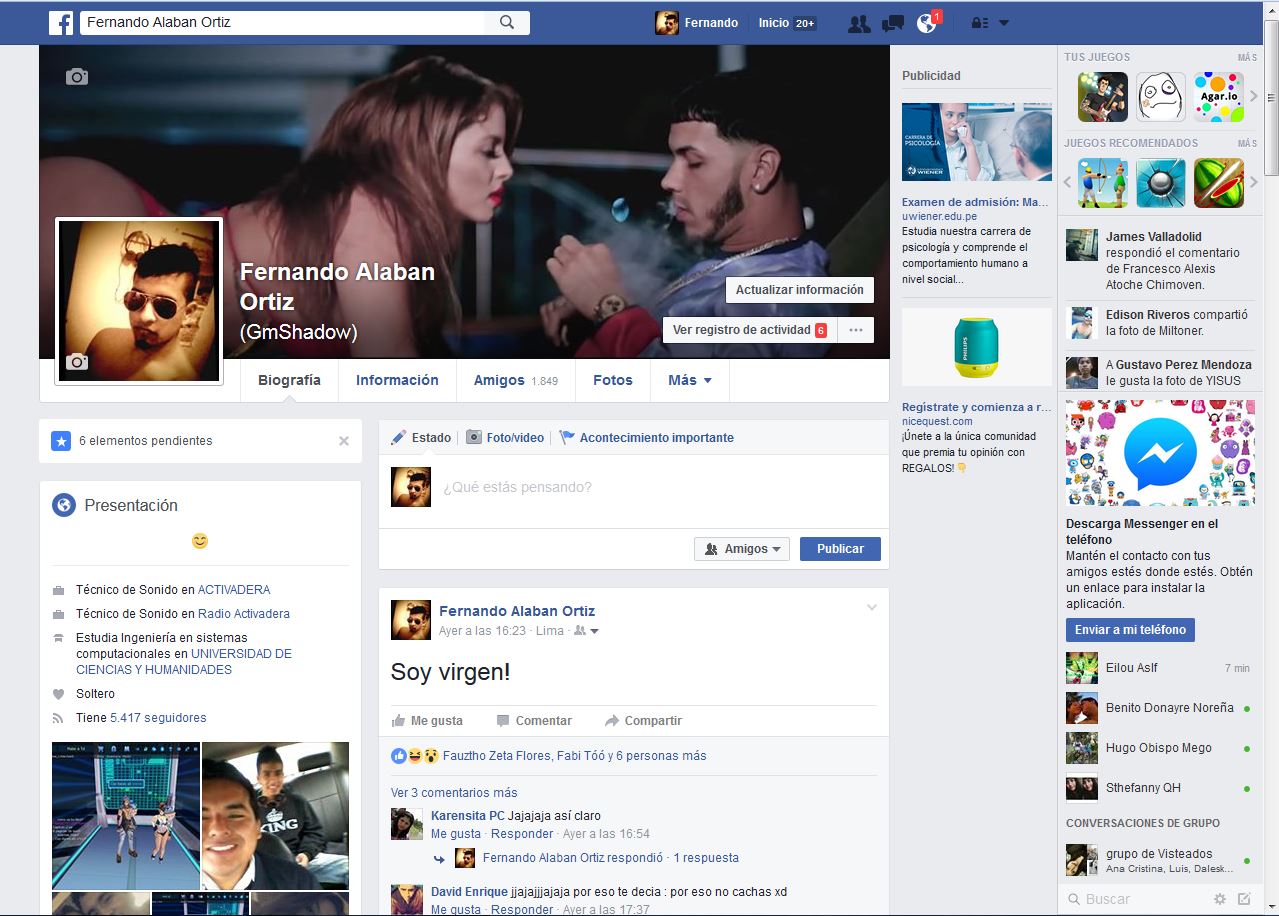 Fernando Alaban Ortiz
Fernando
Inicio 20+
1
Fernando Alaban
Ortiz
(GmShadow)
Actualizar información
Ver registro de actividad 6
Biografía
Información
Amigos 1.849
Fotos
Más
6 elementos pendientes
Presentación
Técnico de Sonido en ACTIVADERA
Técnico de Sonido en Radio Activadera
Estudia Ingeniería en sistemas
computacionales en UNIVERSIDAD DE
CIENCIAS Y HUMANIDADES
Soltero
Tiene 5.417 seguidores
KING
Estado
Foto/video
Acontecimiento importante
¿Qué estás pensando?
Amigos
Publicar
Fernando Alaban Ortiz
Ayer a las 16:23 · Lima ·
Soy virgen!
Me gusta
Comentar
Compartir
Fauztho Zeta Flores, Fabi Tóó y 6 personas más
Ver 3 comentarios más
Karensita PC Jajajaja así claro
Me gusta · Responder · Ayer a las 16:54
Fernando Alaban Ortiz respondió · 1 respuesta
David Enrique jjajajjjajaja por eso te decia : por eso no cachas xd
Me gusta · Responder · Ayer a las 17:37
Publicidad
CARRERA DE
PSICOLOGÍA
WIENER
Examen de admisión: Ma...
uwiener.edu.pe
Estudia nuestra carrera de
psicología y comprende el
comportamiento humano a
nivel social...
PHILIPS
Regístrate y comienza a r...
nicequest.com
¡Únete a la única comunidad
que premia tu opinión con
REGALOS!👇
TUS JUEGOS
MÁS
Agar.io
JUEGOS RECOMENDADOS
MÁS
James Valladolid
respondió el comentario
de Francesco Alexis
Atoche Chimoven.
Edison Riveros compartió
la foto de Miltoner.
A Gustavo Perez Mendoza
le gusta la foto de YISUS
Descarga Messenger en el
teléfono
Mantén el contacto con tus
amigos estés donde estés. Obtén
un enlace para instalar la
aplicación.
Enviar a mi teléfono
Eilou Aslf 7 min
Benito Donayre Noreña
Hugo Obispo Mego
Sthefanny QH
CONVERSACIONES DE GRUPO
grupo de Visteados
Ana Cristina, Luis, Dalesk...
Buscar